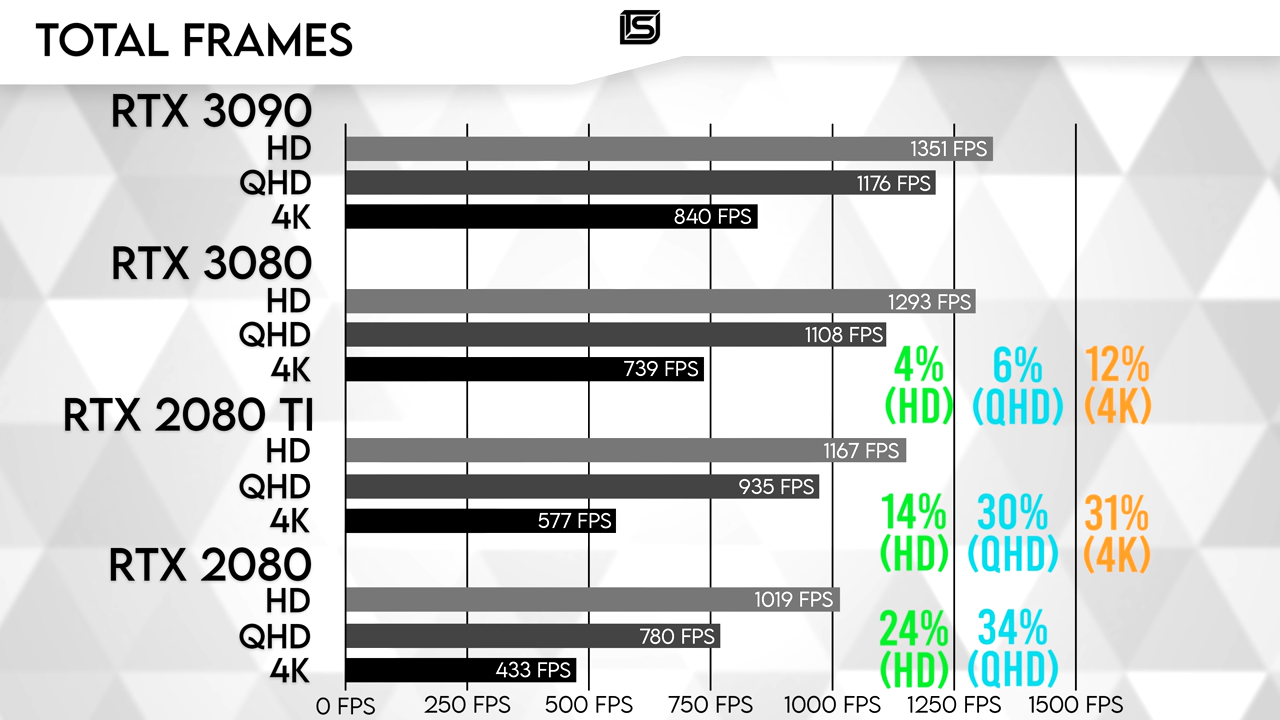 TOTAL FRAMES
LS
RTX 3090
HD 1351 FPS
QHD 1176 FPS
4K 840 FPS
RTX 3080
HD 1293 FPS
QHD 1108 FPS
4K 739 FPS
4% (HD) 6% (QHD) 12% (4K)
RTX 2080 TI
HD 1167 FPS
QHD 935 FPS
4K 577 FPS
14% (HD) 30% (QHD) 31% (4K)
RTX 2080
HD 1019 FPS
QHD 780 FPS
4K 433 FPS
24% (HD) 34% (QHD)
0 FPS 250 FPS 500 FPS 750 FPS 1000 FPS 1250 FPS 1500 FPS